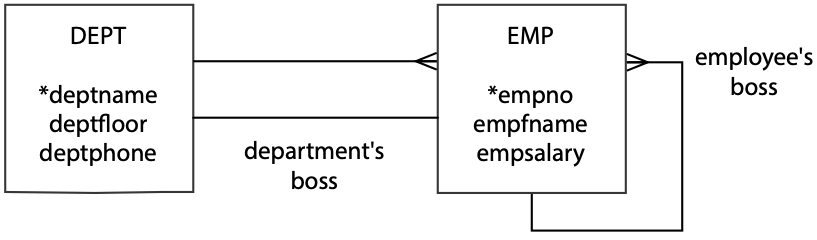 DEPT
*deptname
deptfloor
deptphone
department's
boss
EMP
*empno
empfname
empsalary
employee's
boss